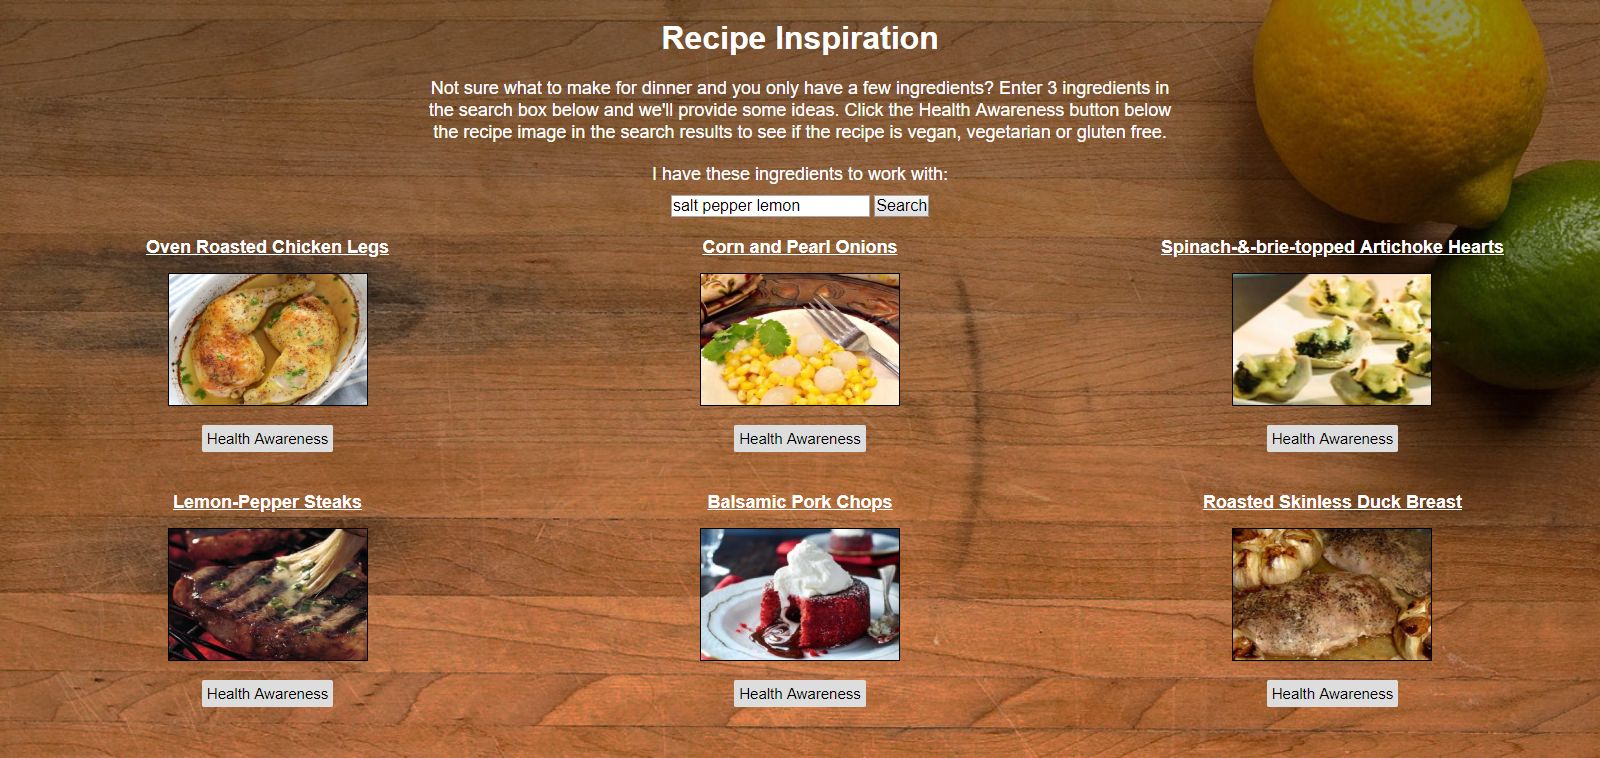 Recipe Inspiration
Not sure what to make for dinner and you only have a few ingredients? Enter 3 ingredients in
the search box below and we'll provide some ideas. Click the Health Awareness button below
the recipe image in the search results to see if the recipe is vegan, vegetarian or gluten free.
I have these ingredients to work with:
salt pepper lemon Search
Oven Roasted Chicken Legs
Corn and Pearl Onions
Spinach-&-brie-topped Artichoke Hearts
Health Awareness
Health Awareness
Health Awareness
Lemon-Pepper Steaks
Balsamic Pork Chops
Roasted Skinless Duck Breast
Health Awareness
Health Awareness
Health Awareness